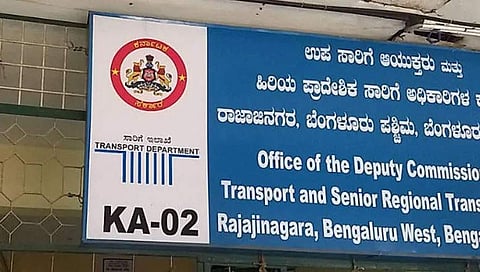 ಕರ್ನಾಟಕ
ಸರ್ಕಾರ
ಸಾರಿಗೆ ಇಲಾಖೆ
TRANSPORT DEPARTMENT
KA-02
ಉಪ ಸಾರಿಗೆ ಆಯುಕ್ತರು ಮತ್ತು
ಹಿರಿಯ ಪ್ರಾದೇಶಿಕ ಸಾರಿಗೆ ಅಧಿಕಾರಿಗಳ
ರಾಜಾಜಿನಗರ, ಬೆಂಗಳೂರು ಪಶ್ಚಿಮ, ಬೆಂಗಳೂರು
Office of the Deputy Commissio
Transport and Senior Regional Trans
Rajajinagara, Bengaluru West, Beng